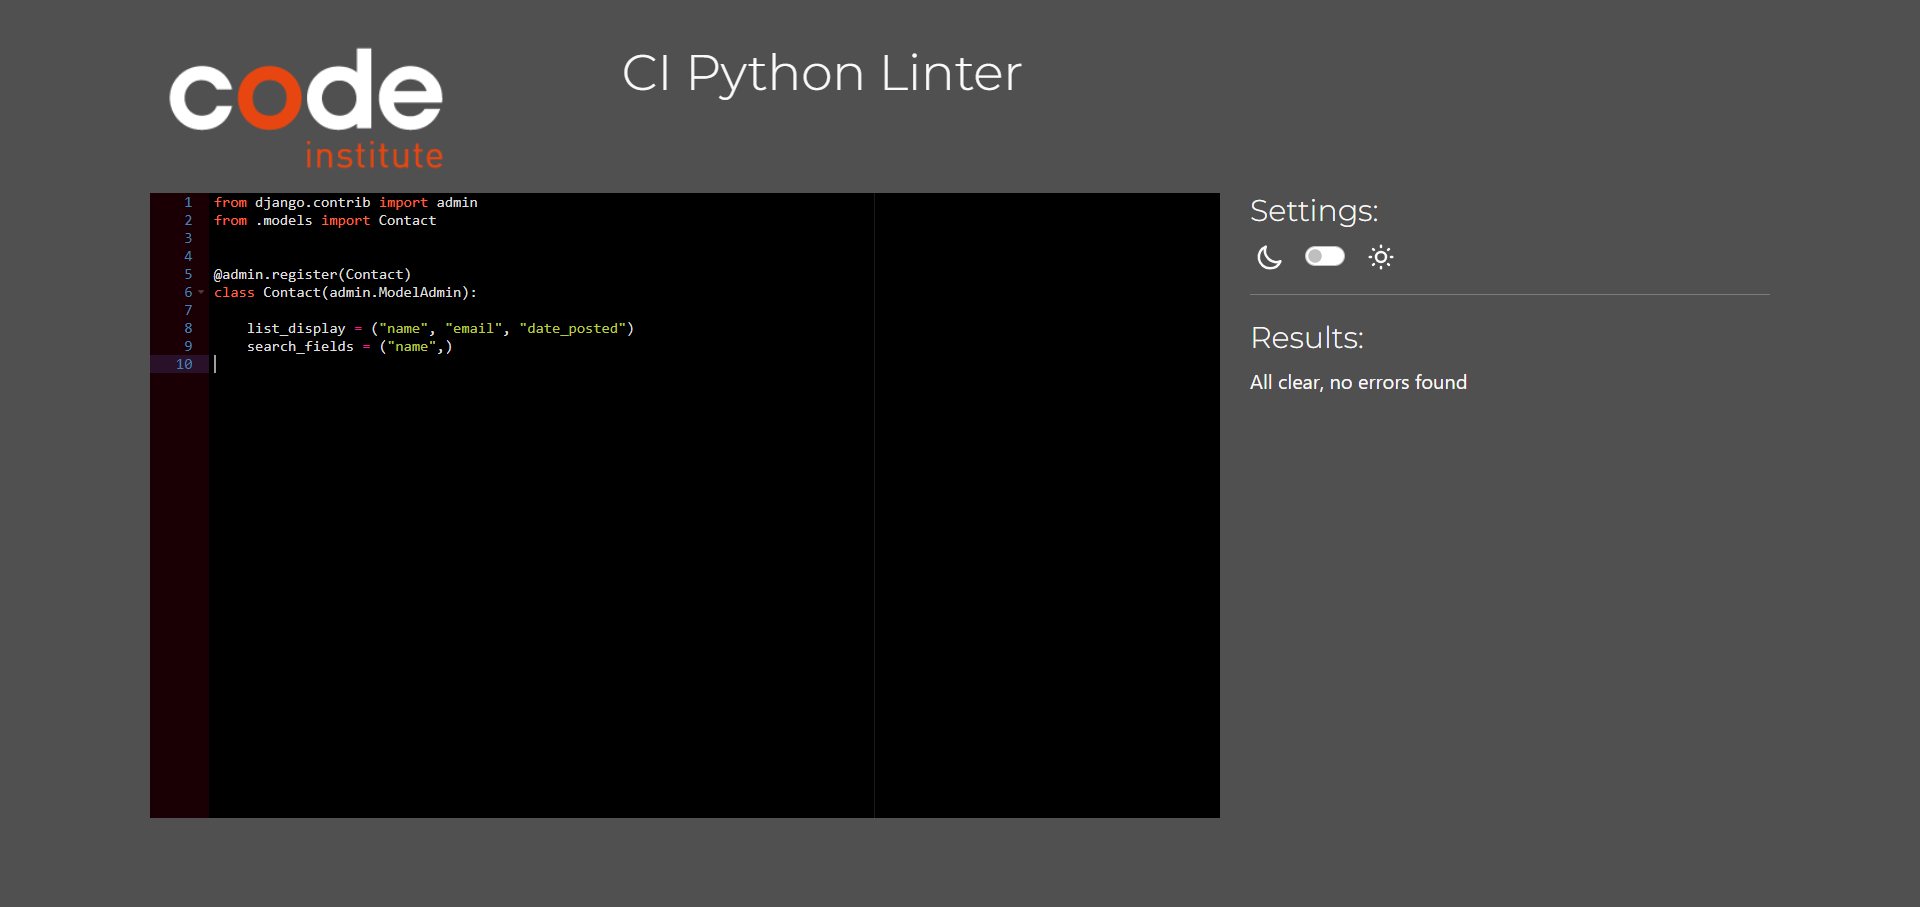 code
institute
CI Python Linter
1 from django.contrib import admin
2 from .models import Contact
3
4
5 @admin.register(Contact)
6 class Contact(admin.ModelAdmin):
7
8     list_display = ("name", "email", "date_posted")
9     search_fields = ("name",)
10
Settings:
Results:
All clear, no errors found